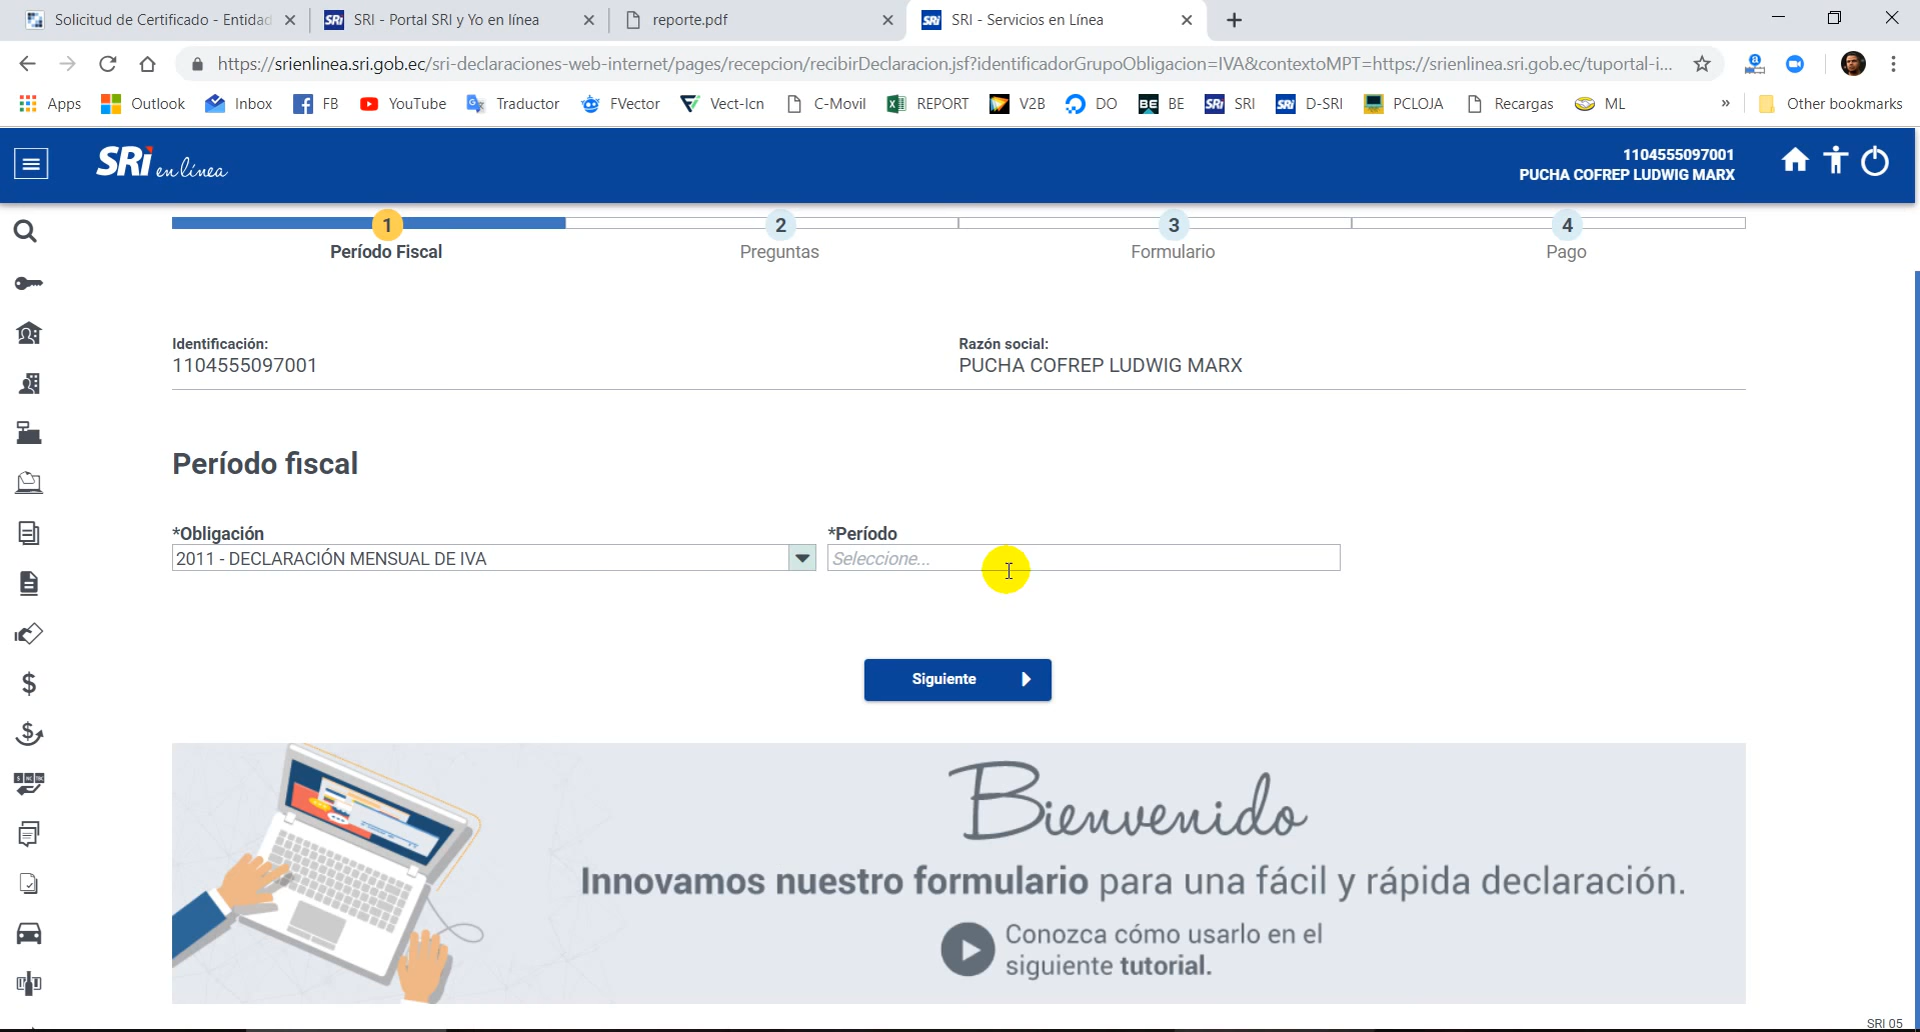 Solicitud de Certificado - Entidad
SRI - Portal SRI y Yo en línea
reporte.pdf
SRI - Servicios en Línea
https://srienlinea.sri.gob.ec/sri-declaraciones-web-internet/pages/recepcion/recibirDeclaracion.jsf?identificadorGrupoObligacion=IVA&contextoMPT=https://srienlinea.sri.gob.ec/tuportal-i...
Apps Outlook Inbox FB YouTube Traductor FVector Vect-Icn C-Movil REPORT V2B DO BE BE SRi SRI SRi D-SRI PCLOJA Recargas ML » Other bookmarks
SRi en línea
1104555097001
PUCHA COFREP LUDWIG MARX
1 2 3 4
Período Fiscal Preguntas Formulario Pago
Identificación: Razón social:
1104555097001 PUCHA COFREP LUDWIG MARX
Período fiscal
*Obligación *Período
2011 - DECLARACIÓN MENSUAL DE IVA Seleccione...
Siguiente
Bienvenido
Innovamos nuestro formulario para una fácil y rápida declaración.
Conozca cómo usarlo en el
siguiente tutorial.
SRI 05